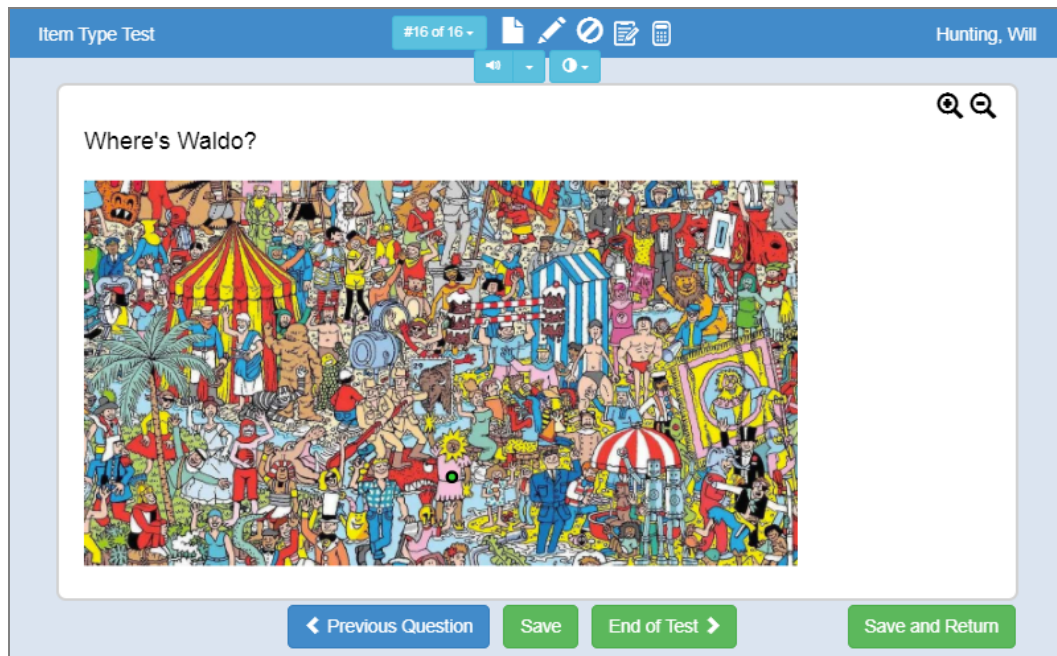 Item Type Test
#16 of 16
Hunting, Will
Where's Waldo?
Previous Question
Save
End of Test
Save and Return